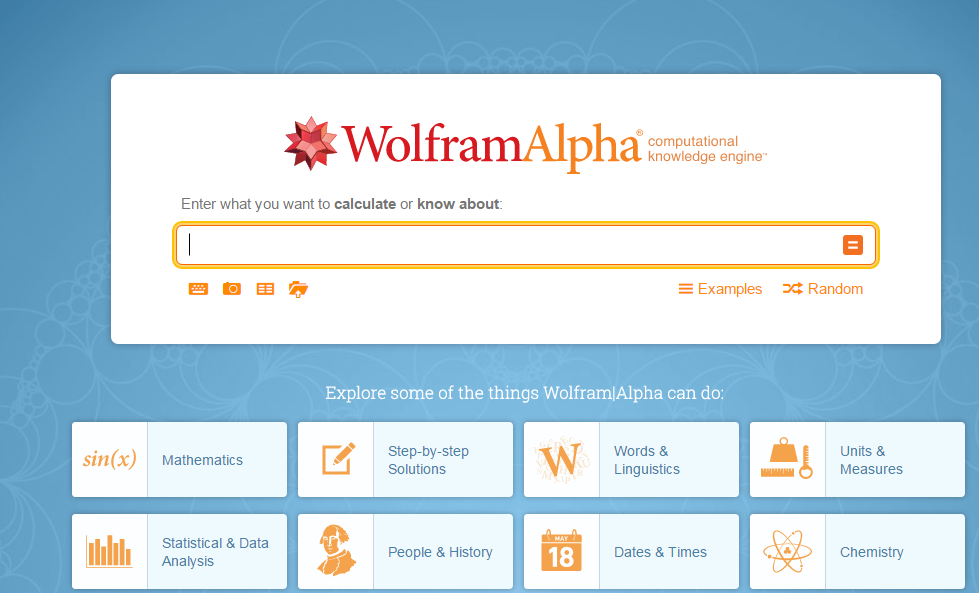 WolframAlpha® computational
knowledge engine™
Enter what you want to calculate or know about:
Examples
Random
Explore some of the things Wolfram|Alpha can do:
sin(x)
Mathematics
Step-by-step
Solutions
W
Words &
Linguistics
Units &
Measures
Statistical & Data
Analysis
People & History
MAY
18
Dates & Times
Chemistry